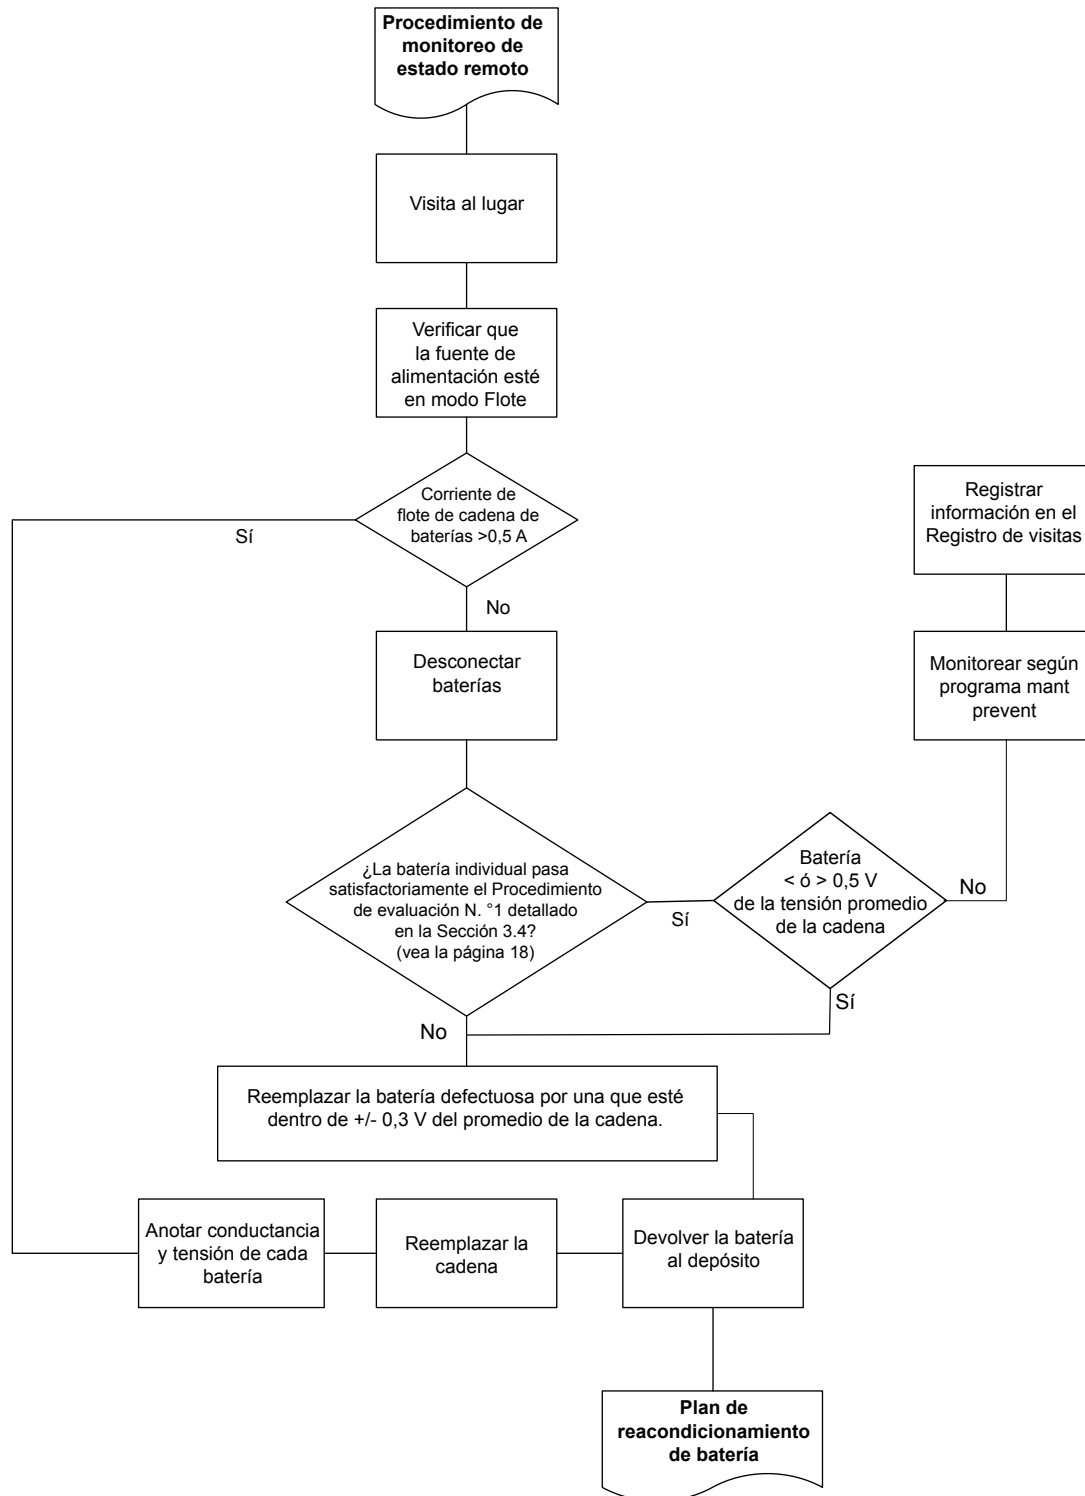 Procedimiento de
monitoreo de
estado remoto
Visita al lugar
Verificar que
la fuente de
alimentación esté
en modo Flote
Corriente de
flote de cadena de
baterías >0,5 A
Sí
No
Desconectar
baterías
¿La batería individual pasa
satisfactoriamente el Procedimiento
de evaluación N. °1 detallado
en la Sección 3.4?
(vea la página 18)
Sí
No
Batería
< ó > 0,5 V
de la tensión promedio
de la cadena
No
Sí
Monitorear según
programa mant
prevent
Registrar
información en el
Registro de visitas
Reemplazar la batería defectuosa por una que esté
dentro de +/- 0,3 V del promedio de la cadena.
Anotar conductancia
y tensión de cada
batería
Reemplazar la
cadena
Devolver la batería
al depósito
Plan de
reacondicionamiento
de batería